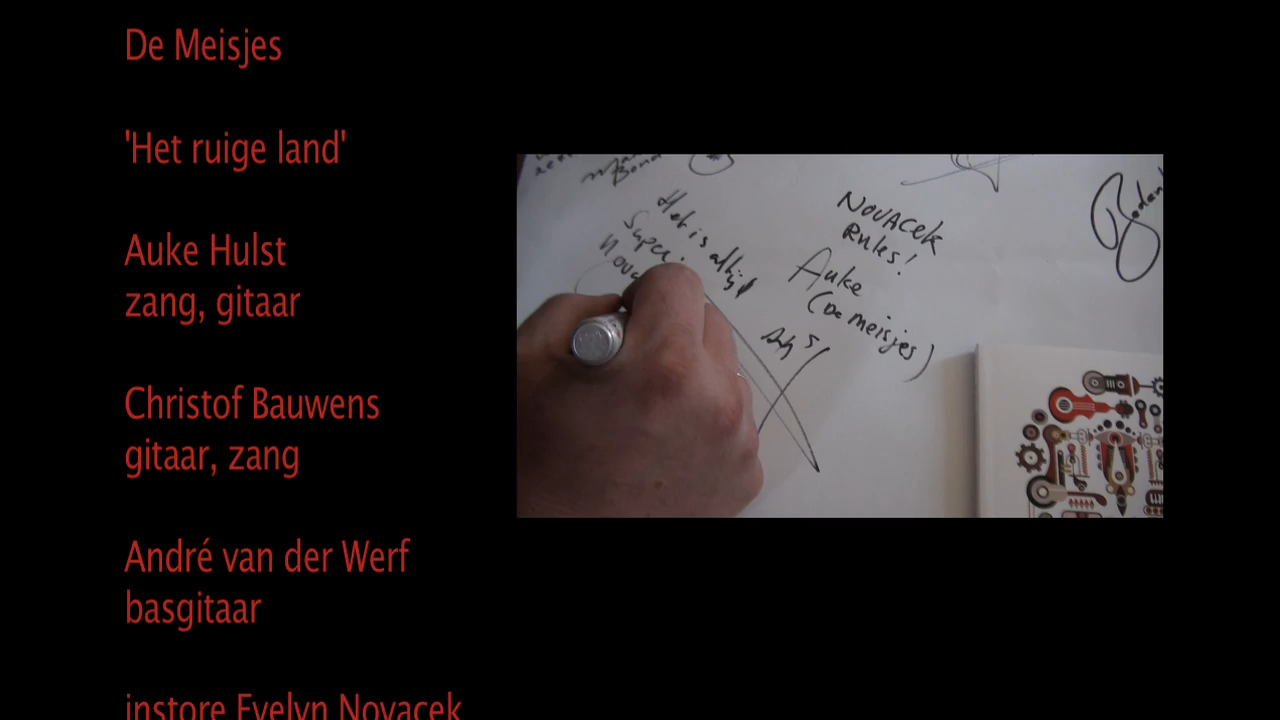 De Meisjes
'Het ruige land'
Auke Hulst
zang, gitaar
Christof Bauwens
gitaar, zang
André van der Werf
basgitaar
instore Evelyn Novacek
Het is altijd
Super.
NOVACEK
RULES!
Auke
(De meisjes)